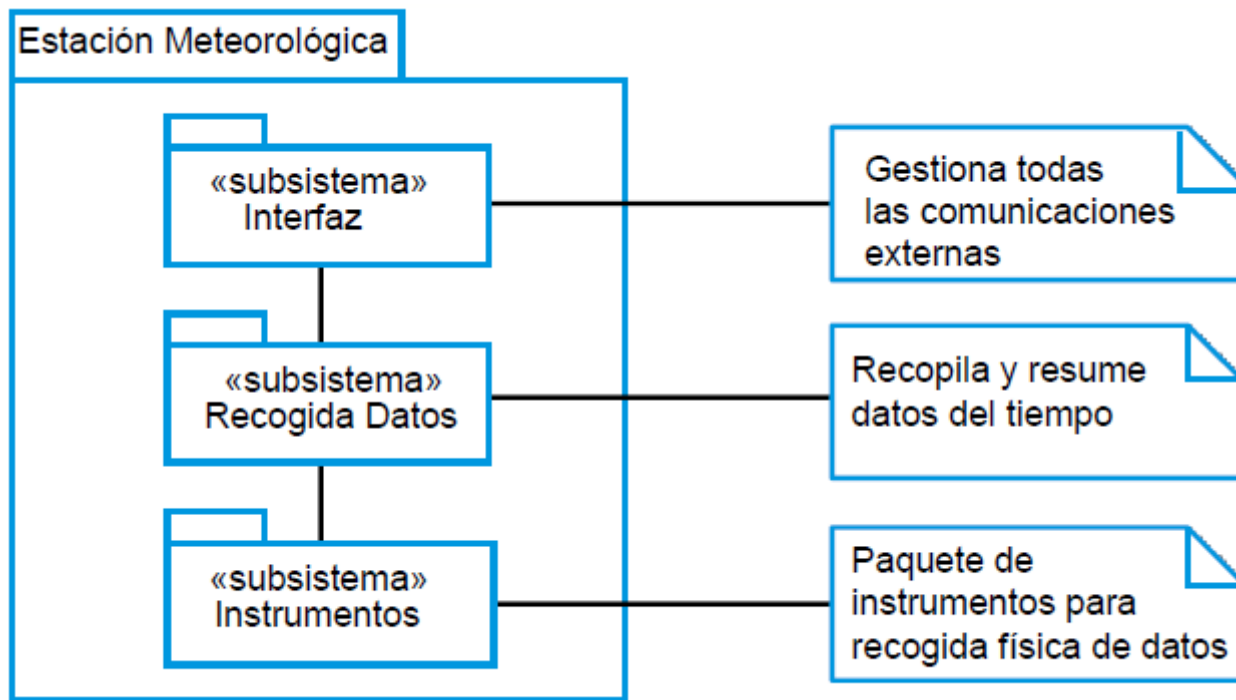 Estación Meteorológica
«subsistema»
Interfaz
Gestiona todas
las comunicaciones
externas
«subsistema»
Recogida Datos
Recopila y resume
datos del tiempo
«subsistema»
Instrumentos
Paquete de
instrumentos para
recogida física de datos